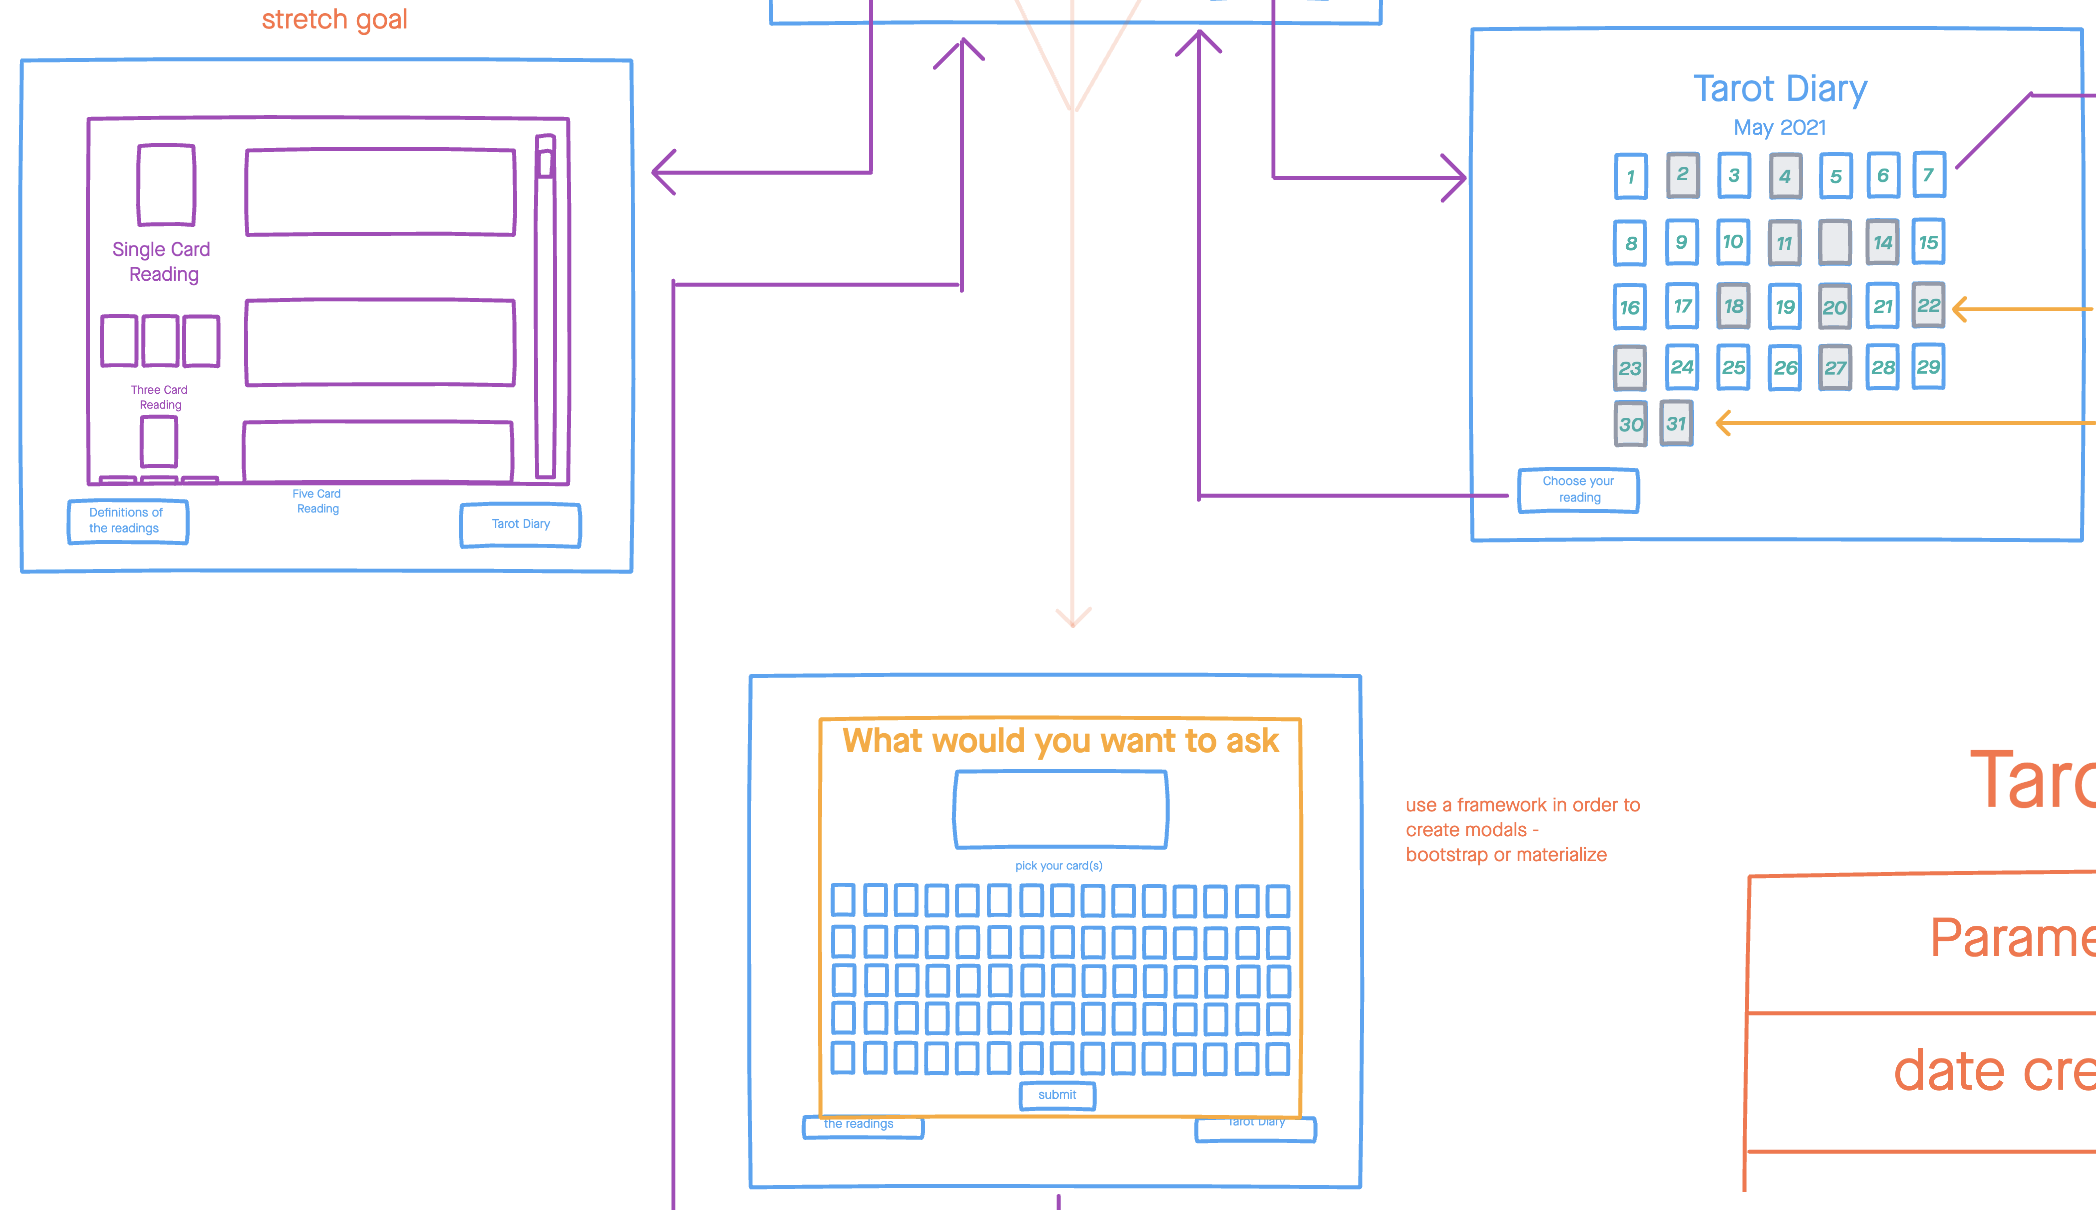 stretch goal
Single Card
Reading
Three Card
Reading
Five Card
Reading
Definitions of
the readings
Tarot Diary
Tarot Diary
May 2021
1 2 3 4 5 6 7
8 9 10 11 14 15
16 17 18 19 20 21 22
23 24 25 26 27 28 29
30 31
Choose your
reading
What would you want to ask
pick your card(s)
submit
the readings
Tarot Diary
use a framework in order to
create modals -
bootstrap or materialize
Taro
Parame
date cre